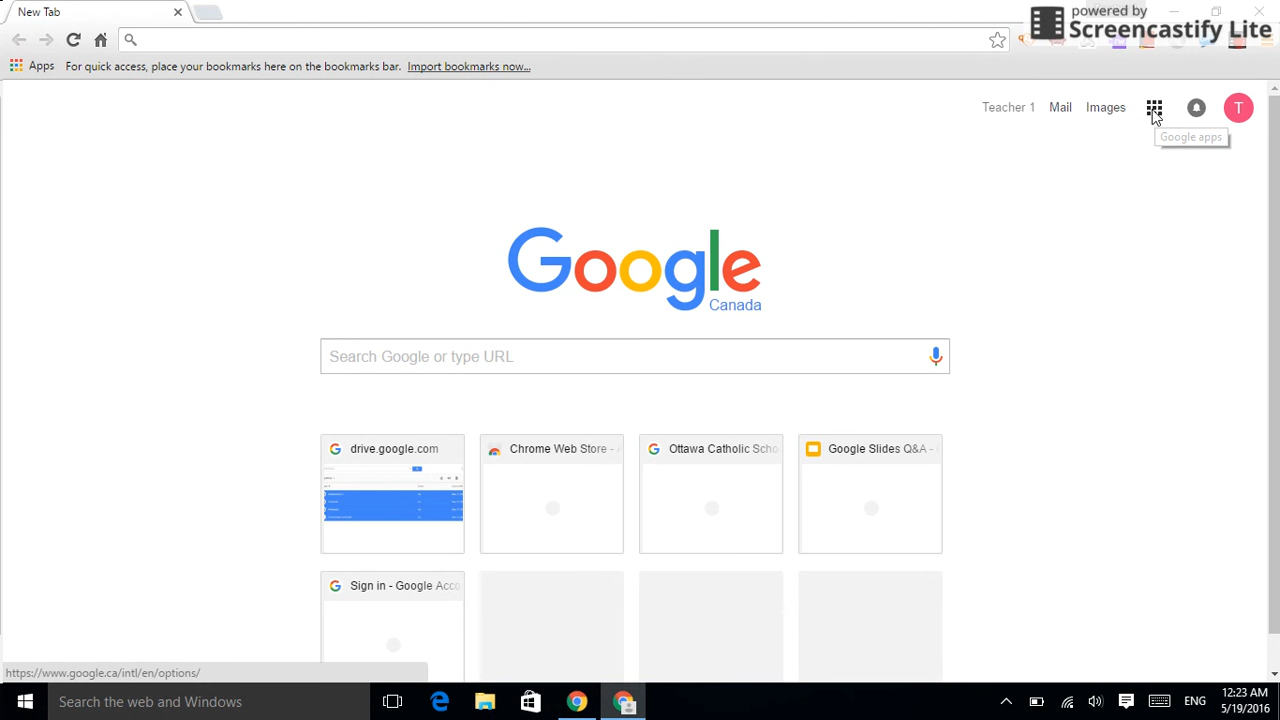 New Tab
powered by
Screencastify Lite
Apps For quick access, place your bookmarks here on the bookmarks bar. Import bookmarks now...
Teacher 1 Mail Images T
Google apps
Google
Canada
Search Google or type URL
drive.google.com
Chrome Web Store -
Ottawa Catholic Scho
Google Slides Q&A -
Sign in - Google Acco
https://www.google.ca/intl/en/options/
Search the web and Windows
ENG
12:23 AM
5/19/2016